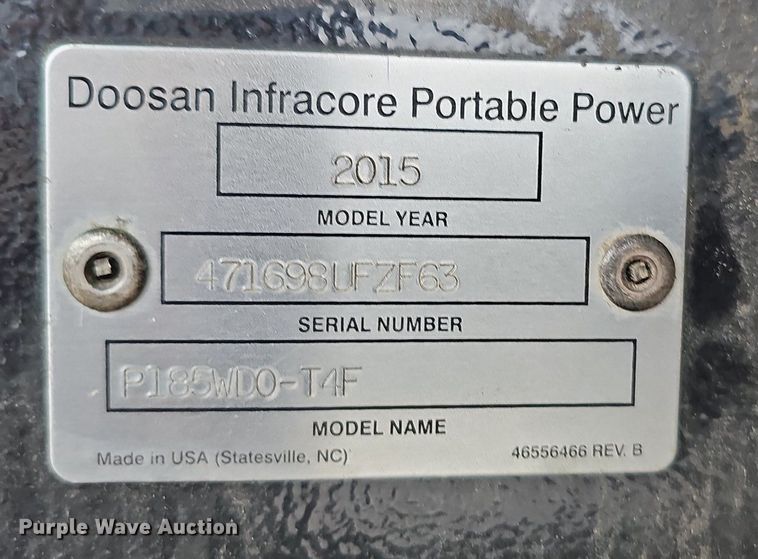 Doosan Infracore Portable Power
2015
MODEL YEAR
471698UFZF63
SERIAL NUMBER
P185WDO-T4F
MODEL NAME
Made in USA (Statesville, NC)
46556466 REV. B
Purple Wave Auction